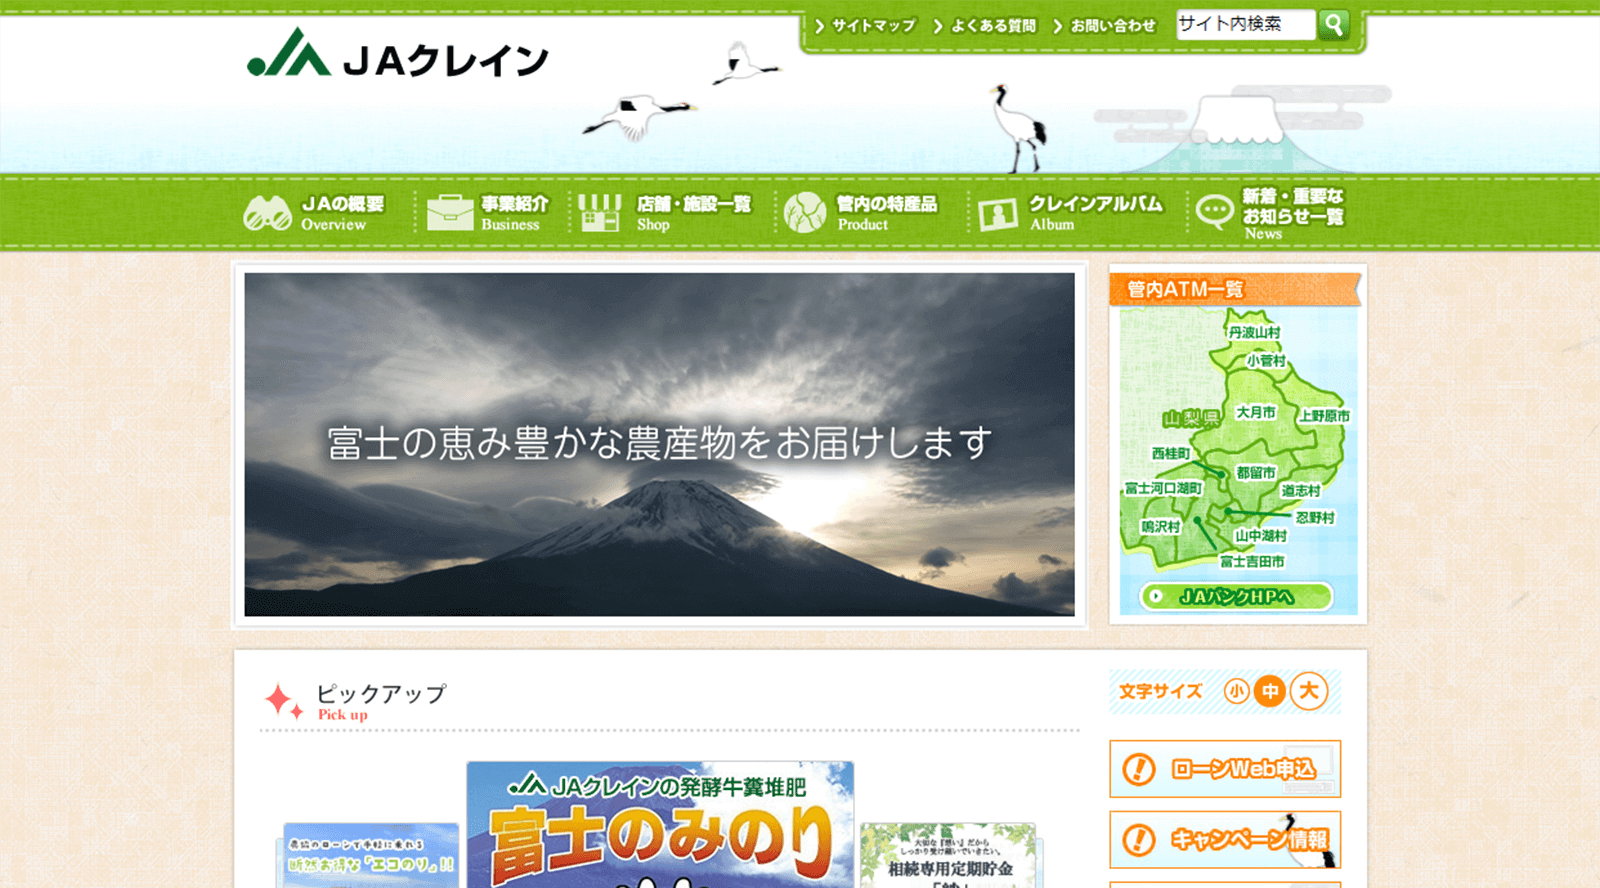 サイトマップ
よくある質問
お問い合わせ
サイト内検索
JAクレイン
JAの概要
Overview
事業紹介
Business
店舗・施設一覧
Shop
管内の特産品
Product
クレインアルバム
Album
新着・重要な
お知らせ一覧
News
富士の恵み豊かな農産物をお届けします
管内ATM一覧
丹波山村
小菅村
山梨県
大月市
上野原市
西桂町
都留市
富士河口湖町
道志村
鳴沢村
忍野村
山中湖村
富士吉田市
JAバンクHPへ
ピックアップ
Pick up
文字サイズ
小
中
大
ローンWeb申込
キャンペーン情報
農協のローンで手軽に乗れる
断然お得な「エコのり」!!
JAクレインの発酵牛糞堆肥
富士のみのり
大切な『想い』だから
しっかり受け継いでいきたい。
相続専用定期貯金